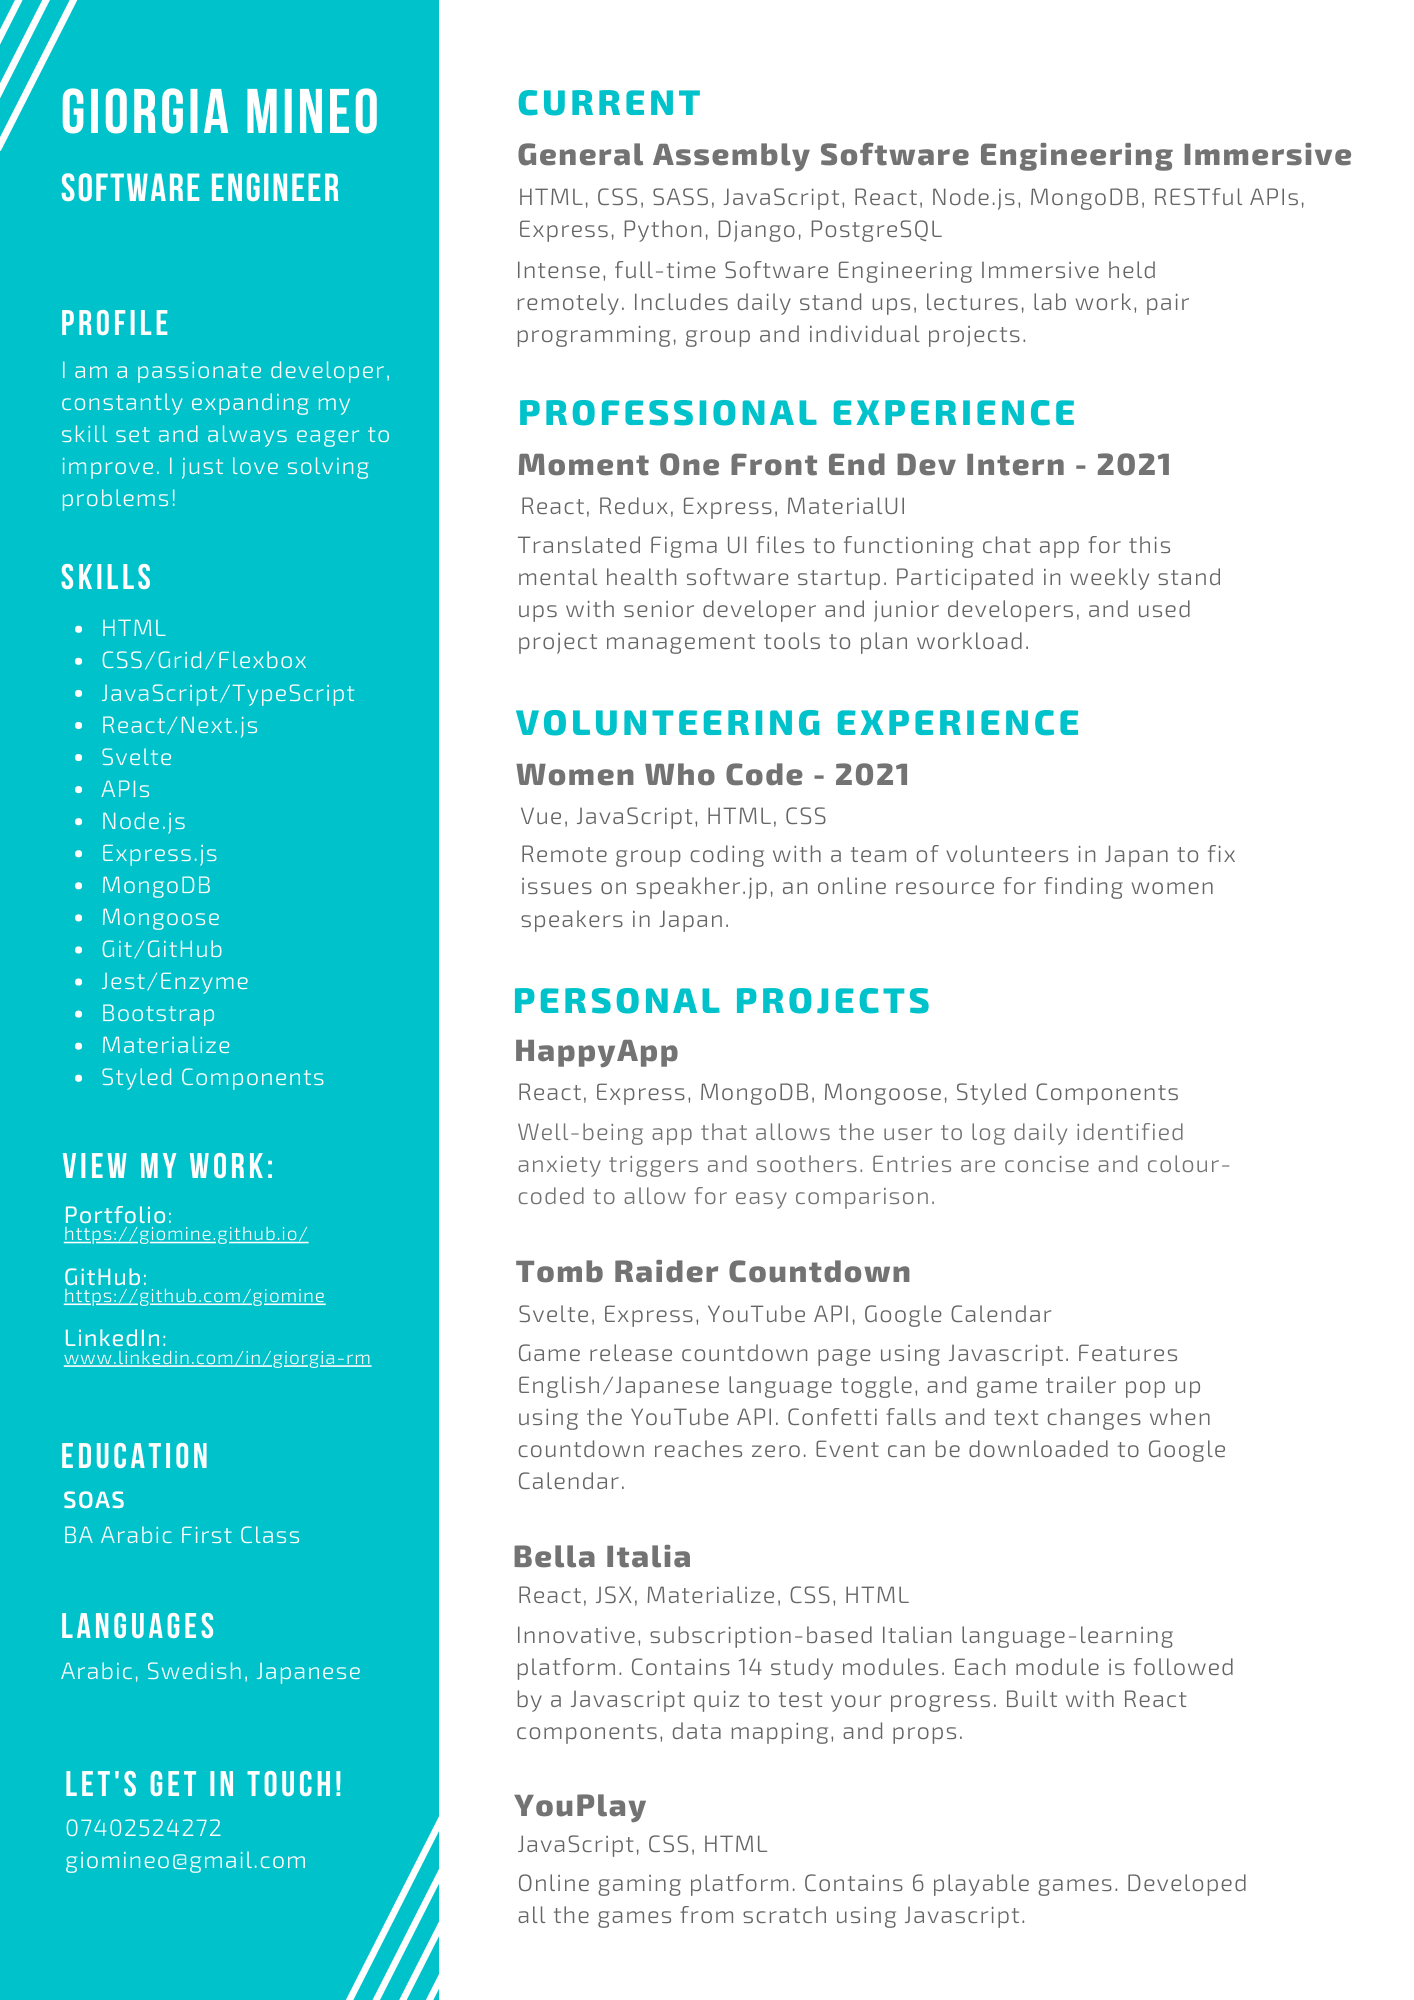 GIORGIA MINEO
SOFTWARE ENGINEER
PROFILE
I am a passionate developer,
constantly expanding my
skill set and always eager to
improve. I just love solving
problems!
SKILLS
• HTML
• CSS/Grid/Flexbox
• JavaScript/TypeScript
• React/Next.js
• Svelte
• APIs
• Node.js
• Express.js
• MongoDB
• Mongoose
• Git/GitHub
• Jest/Enzyme
• Bootstrap
• Materialize
• Styled Components
VIEW MY WORK:
Portfolio:
https://giomine.github.io/
GitHub:
https://github.com/giomine
LinkedIn:
www.linkedin.com/in/giorgia-rm
EDUCATION
SOAS
BA Arabic First Class
LANGUAGES
Arabic, Swedish, Japanese
LET'S GET IN TOUCH!
07402524272
giomineo@gmail.com
CURRENT
General Assembly Software Engineering Immersive
HTML, CSS, SASS, JavaScript, React, Node.js, MongoDB, RESTful APIs,
Express, Python, Django, PostgreSQL
Intense, full-time Software Engineering Immersive held
remotely. Includes daily stand ups, lectures, lab work, pair
programming, group and individual projects.
PROFESSIONAL EXPERIENCE
Moment One Front End Dev Intern - 2021
React, Redux, Express, MaterialUI
Translated Figma UI files to functioning chat app for this
mental health software startup. Participated in weekly stand
ups with senior developer and junior developers, and used
project management tools to plan workload.
VOLUNTEERING EXPERIENCE
Women Who Code - 2021
Vue, JavaScript, HTML, CSS
Remote group coding with a team of volunteers in Japan to fix
issues on speakher.jp, an online resource for finding women
speakers in Japan.
PERSONAL PROJECTS
HappyApp
React, Express, MongoDB, Mongoose, Styled Components
Well-being app that allows the user to log daily identified
anxiety triggers and soothers. Entries are concise and colour-
coded to allow for easy comparison.
Tomb Raider Countdown
Svelte, Express, YouTube API, Google Calendar
Game release countdown page using Javascript. Features
English/Japanese language toggle, and game trailer pop up
using the YouTube API. Confetti falls and text changes when
countdown reaches zero. Event can be downloaded to Google
Calendar.
Bella Italia
React, JSX, Materialize, CSS, HTML
Innovative, subscription-based Italian language-learning
platform. Contains 14 study modules. Each module is followed
by a Javascript quiz to test your progress. Built with React
components, data mapping, and props.
YouPlay
JavaScript, CSS, HTML
Online gaming platform. Contains 6 playable games. Developed
all the games from scratch using Javascript.